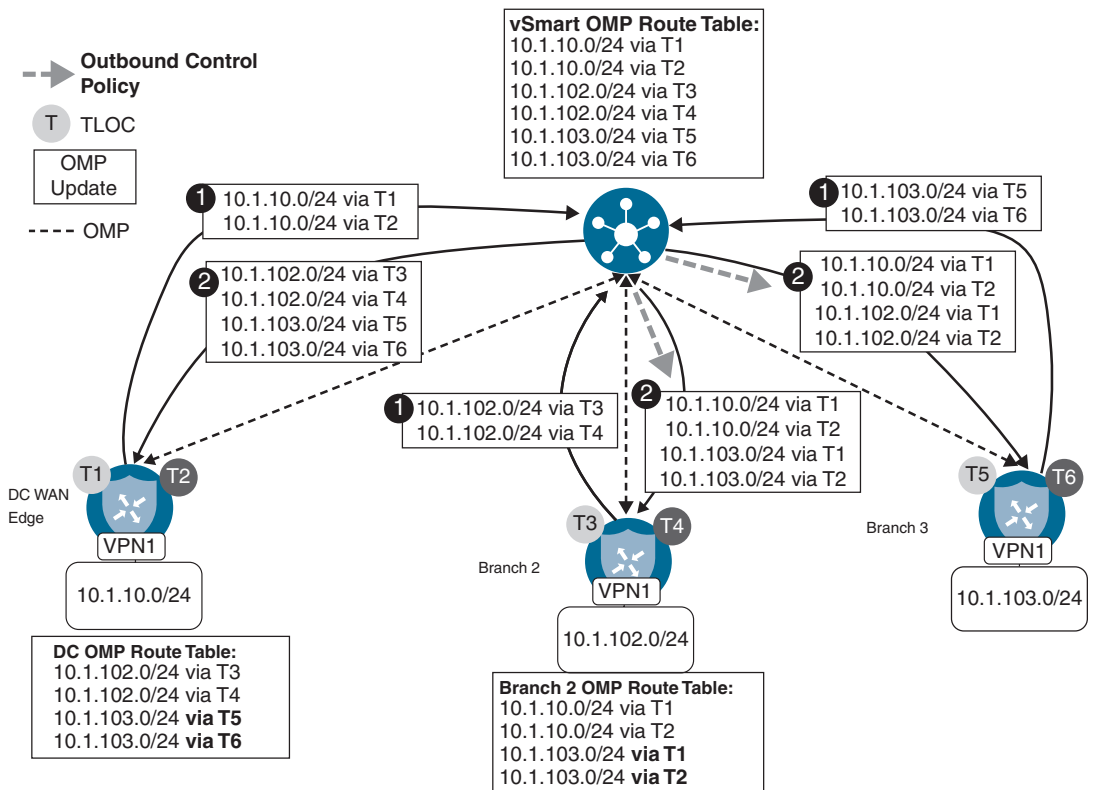 vSmart OMP Route Table:
10.1.10.0/24 via T1
10.1.10.0/24 via T2
10.1.102.0/24 via T3
10.1.102.0/24 via T4
10.1.103.0/24 via T5
10.1.103.0/24 via T6
Outbound Control
Policy
T TLOC
OMP
Update
OMP
1
10.1.10.0/24 via T1
10.1.10.0/24 via T2
1
10.1.103.0/24 via T5
10.1.103.0/24 via T6
2
10.1.102.0/24 via T3
10.1.102.0/24 via T4
10.1.103.0/24 via T5
10.1.103.0/24 via T6
2
10.1.10.0/24 via T1
10.1.10.0/24 via T2
10.1.102.0/24 via T1
10.1.102.0/24 via T2
1
10.1.102.0/24 via T3
10.1.102.0/24 via T4
2
10.1.10.0/24 via T1
10.1.10.0/24 via T2
10.1.103.0/24 via T1
10.1.103.0/24 via T2
T1 T2
DC WAN
Edge
VPN1
10.1.10.0/24
T3 T4
Branch 2
VPN1
10.1.102.0/24
T5 T6
Branch 3
VPN1
10.1.103.0/24
DC OMP Route Table:
10.1.102.0/24 via T3
10.1.102.0/24 via T4
10.1.103.0/24 via T5
10.1.103.0/24 via T6
Branch 2 OMP Route Table:
10.1.10.0/24 via T1
10.1.10.0/24 via T2
10.1.103.0/24 via T1
10.1.103.0/24 via T2